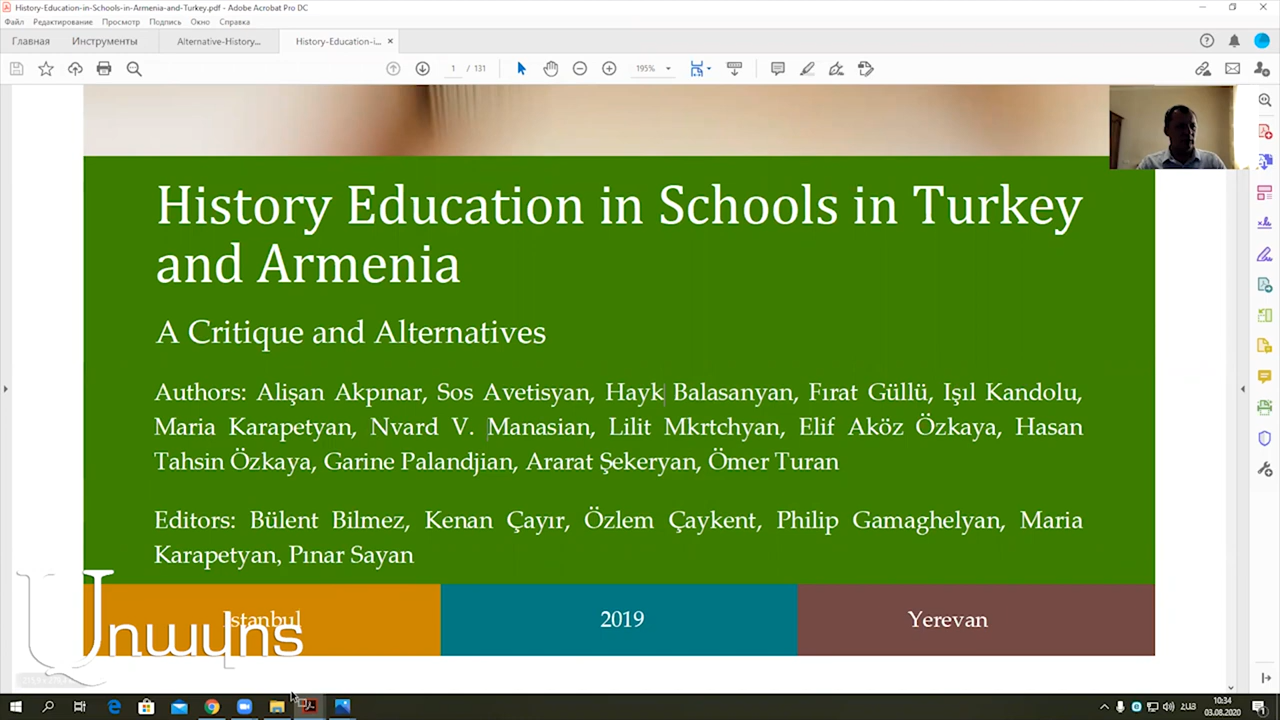 History-Education-in-Schools-in-Armenia-and-Turkey.pdf - Adobe Acrobat Pro DC
Файл Редактирование Просмотр Подпись Окно Справка
Главная Инструменты Alternative-History... History-Education-i... ×
1 / 131 195%
History Education in Schools in Turkey
and Armenia
A Critique and Alternatives
Authors: Alişan Akpınar, Sos Avetisyan, Hayk Balasanyan, Fırat Güllü, Işıl Kandolu,
Maria Karapetyan, Nvard V. Manasian, Lilit Mkrtchyan, Elif Aköz Özkaya, Hasan
Tahsin Özkaya, Garine Palandjian, Ararat Şekeryan, Ömer Turan
Editors: Bülent Bilmez, Kenan Çayır, Özlem Çaykent, Philip Gamaghelyan, Maria
Karapetyan, Pınar Sayan
Istanbul 2019 Yerevan
Առավոտ
ՀԱՅ 10:34
03.08.2020